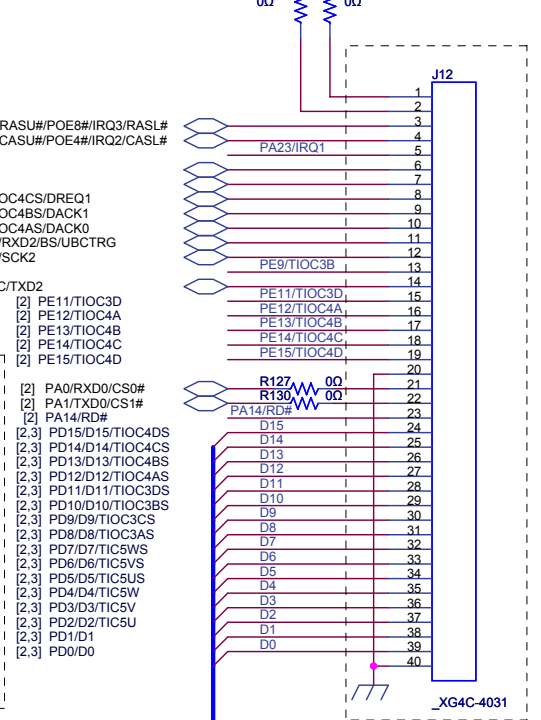 0Ω 0Ω
J12
1
2
RASU#/POE8#/IRQ3/RASL# 3
CASU#/POE4#/IRQ2/CASL# 4
PA23/IRQ1 5
6
7
OC4CS/DREQ1 8
OC4BS/DACK1 9
OC4AS/DACK0 10
/RXD2/BS/UBCTRG 11
/SCK2 12
PE9/TIOC3B 13
C/TXD2 14
[2] PE11/TIOC3D PE11/TIOC3D 15
[2] PE12/TIOC4A PE12/TIOC4A 16
[2] PE13/TIOC4B PE13/TIOC4B 17
[2] PE14/TIOC4C PE14/TIOC4C 18
[2] PE15/TIOC4D PE15/TIOC4D 19
20
[2] PA0/RXD0/CS0# R127 0Ω 21
[2] PA1/TXD0/CS1# R130 0Ω 22
[2] PA14/RD# PA14/RD# 23
[2,3] PD15/D15/TIOC4DS D15 24
[2,3] PD14/D14/TIOC4CS D14 25
[2,3] PD13/D13/TIOC4BS D13 26
[2,3] PD12/D12/TIOC4AS D12 27
[2,3] PD11/D11/TIOC3DS D11 28
[2,3] PD10/D10/TIOC3BS D10 29
[2,3] PD9/D9/TIOC3CS D9 30
[2,3] PD8/D8/TIOC3AS D8 31
[2,3] PD7/D7/TIC5WS D7 32
[2,3] PD6/D6/TIC5VS D6 33
[2,3] PD5/D5/TIC5US D5 34
[2,3] PD4/D4/TIC5W D4 35
[2,3] PD3/D3/TIC5V D3 36
[2,3] PD2/D2/TIC5U D2 37
[2,3] PD1/D1 D1 38
[2,3] PD0/D0 D0 39
40
_XG4C-4031